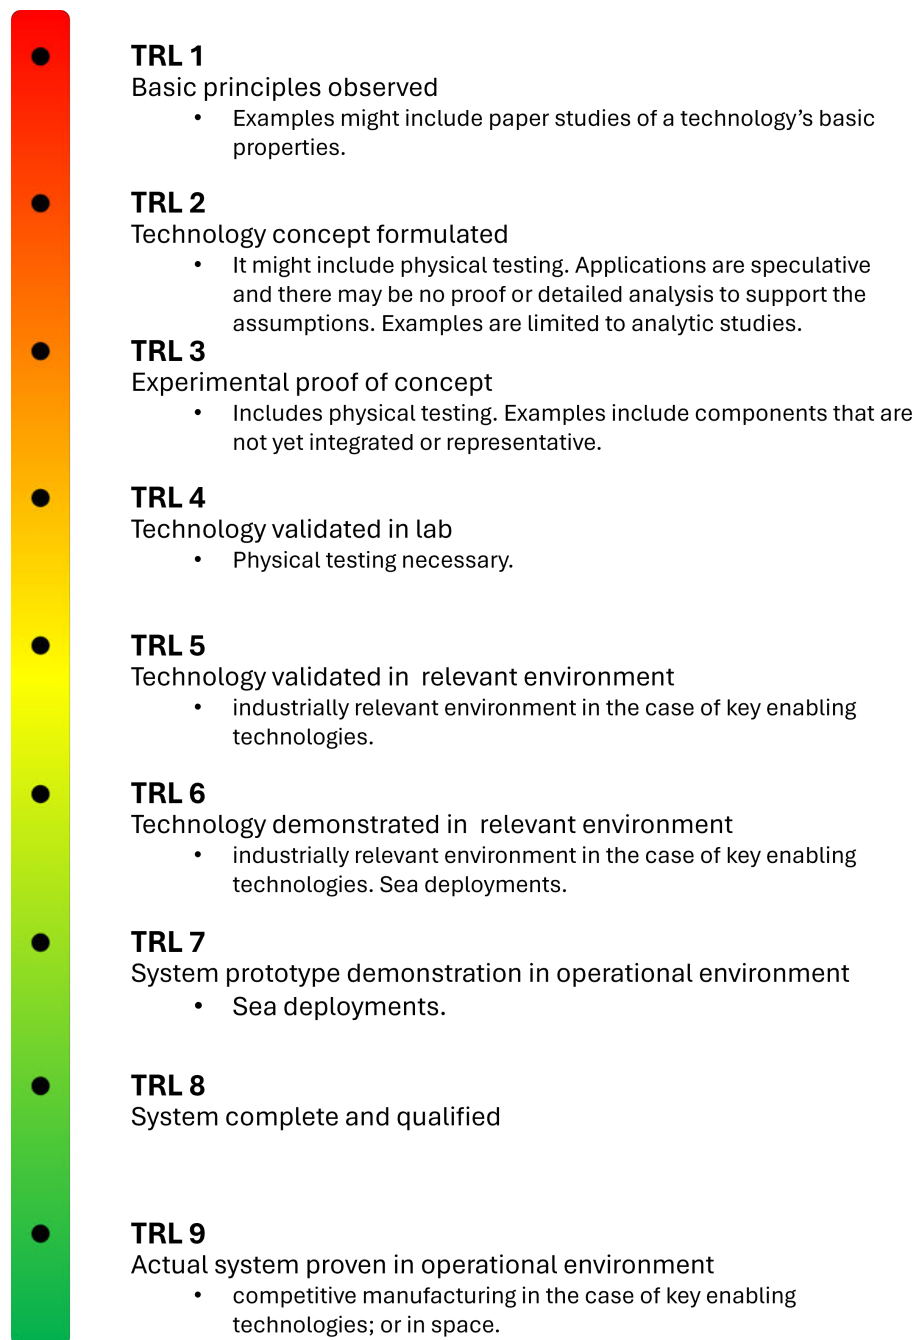 TRL 1
Basic principles observed
• Examples might include paper studies of a technology’s basic
properties.
TRL 2
Technology concept formulated
• It might include physical testing. Applications are speculative
and there may be no proof or detailed analysis to support the
assumptions. Examples are limited to analytic studies.
TRL 3
Experimental proof of concept
• Includes physical testing. Examples include components that are
not yet integrated or representative.
TRL 4
Technology validated in lab
• Physical testing necessary.
TRL 5
Technology validated in  relevant environment
• industrially relevant environment in the case of key enabling
technologies.
TRL 6
Technology demonstrated in  relevant environment
• industrially relevant environment in the case of key enabling
technologies. Sea deployments.
TRL 7
System prototype demonstration in operational environment
• Sea deployments.
TRL 8
System complete and qualified
TRL 9
Actual system proven in operational environment
• competitive manufacturing in the case of key enabling
technologies; or in space.